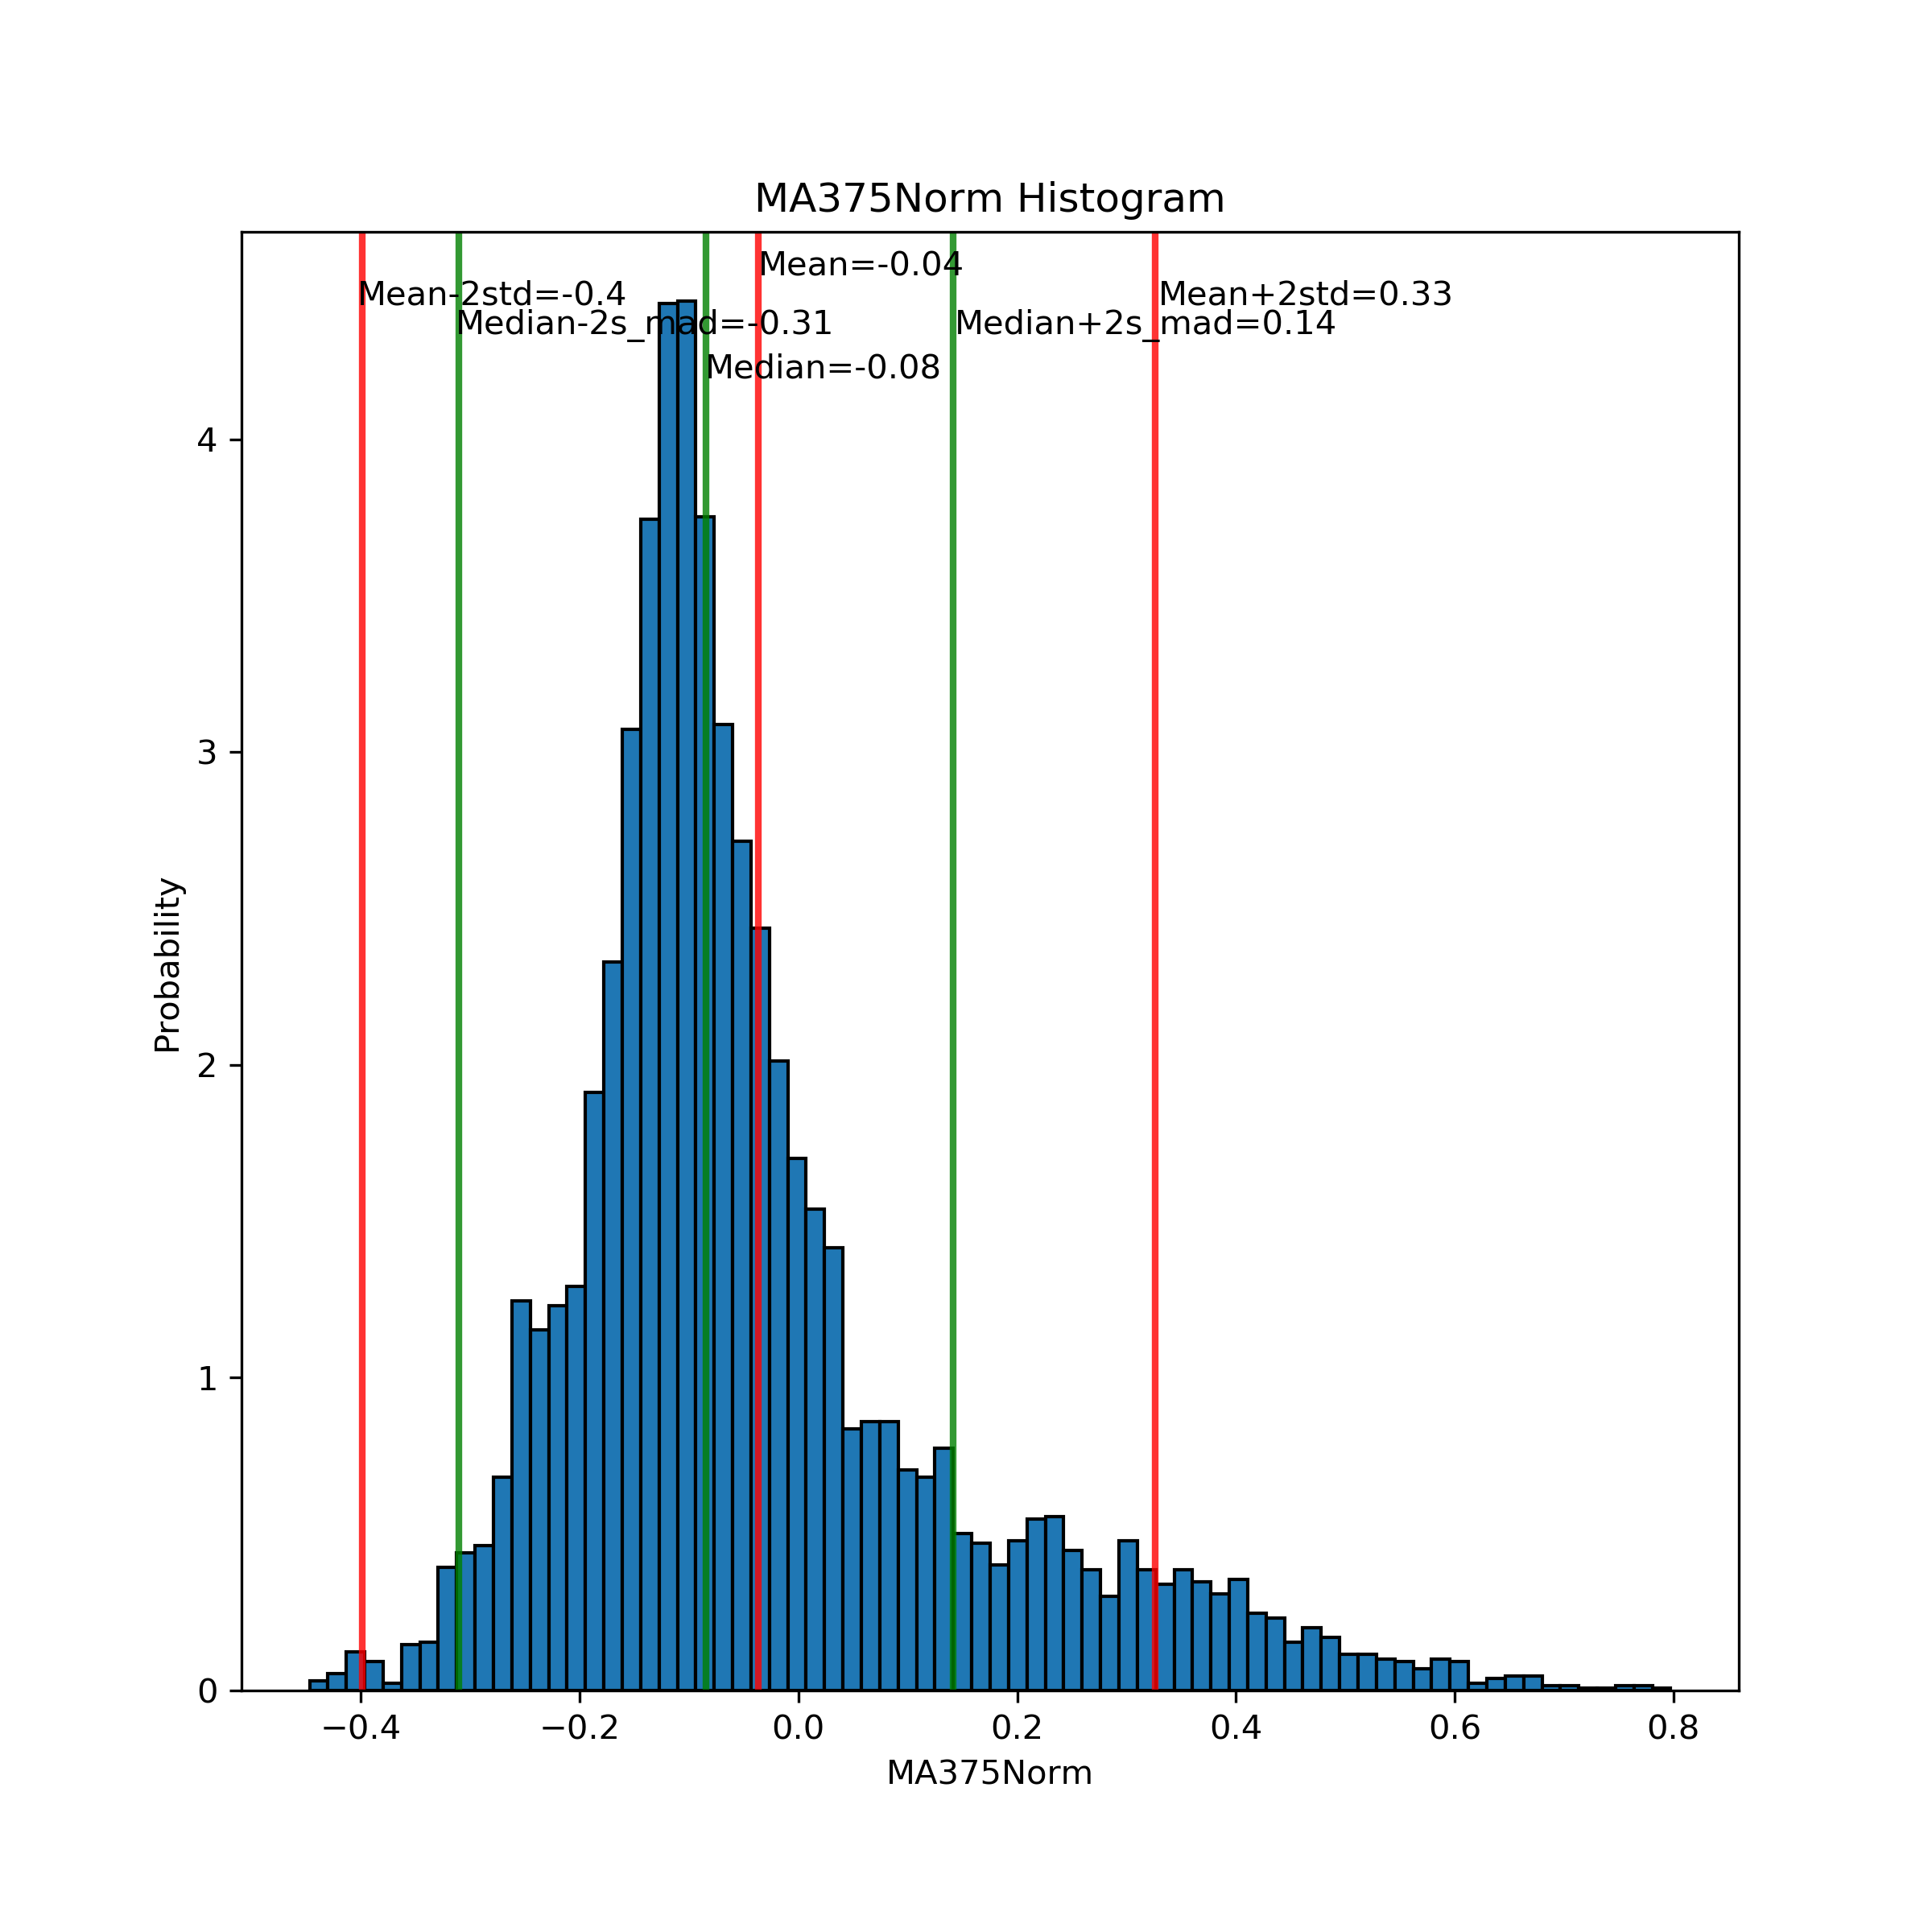 MA375Norm Histogram
Mean=-0.04
Mean-2std=-0.4
Mean+2std=0.33
Median-2s_mad=-0.31
Median+2s_mad=0.14
Median=-0.08
4
3
2
1
0
Probability
−0.4 −0.2 0.0 0.2 0.4 0.6 0.8
MA375Norm